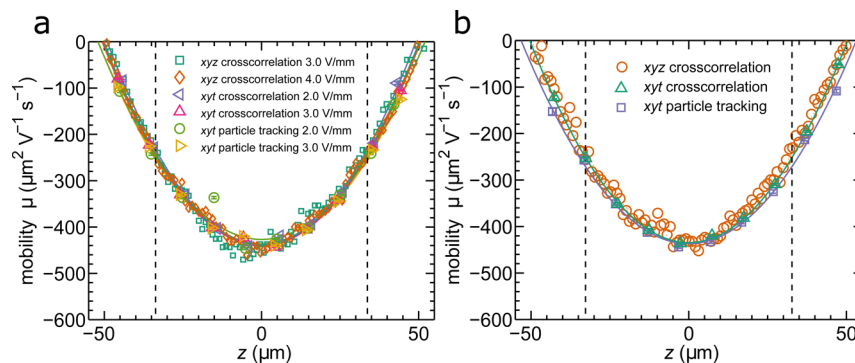 a
0
−100
−200
−300
−400
−500
−600
mobility μ (μm² V⁻¹ s⁻¹)
−50
0
50
z (μm)
xyz crosscorrelation 3.0 V/mm
xyz crosscorrelation 4.0 V/mm
xyt crosscorrelation 2.0 V/mm
xyt crosscorrelation 3.0 V/mm
xyt particle tracking 2.0 V/mm
xyt particle tracking 3.0 V/mm
b
0
−100
−200
−300
−400
−500
−600
mobility μ (μm² V⁻¹ s⁻¹)
−50
0
50
z (μm)
xyz crosscorrelation
xyt crosscorrelation
xyt particle tracking